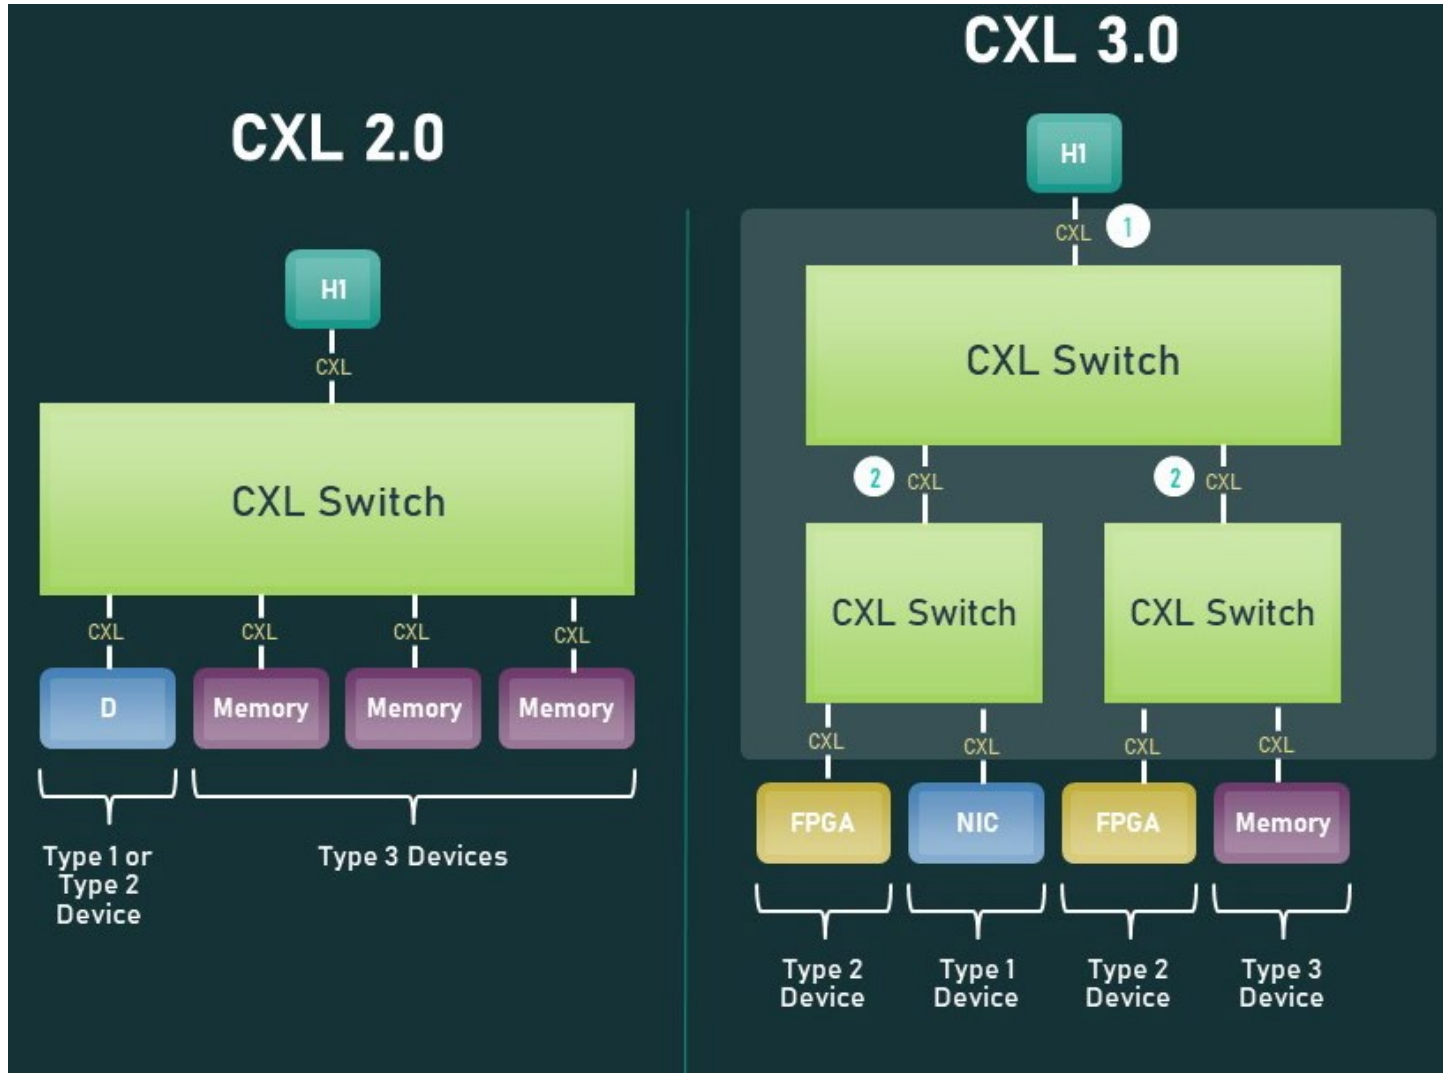 CXL 2.0
H1
CXL
CXL Switch
CXL CXL CXL CXL
D Memory Memory Memory
Type 1 or
Type 2
Device
Type 3 Devices
CXL 3.0
H1
CXL 1
CXL Switch
2 CXL 2 CXL
CXL Switch CXL Switch
CXL CXL CXL CXL
FPGA NIC FPGA Memory
Type 2 Type 1 Type 2 Type 3
Device Device Device Device